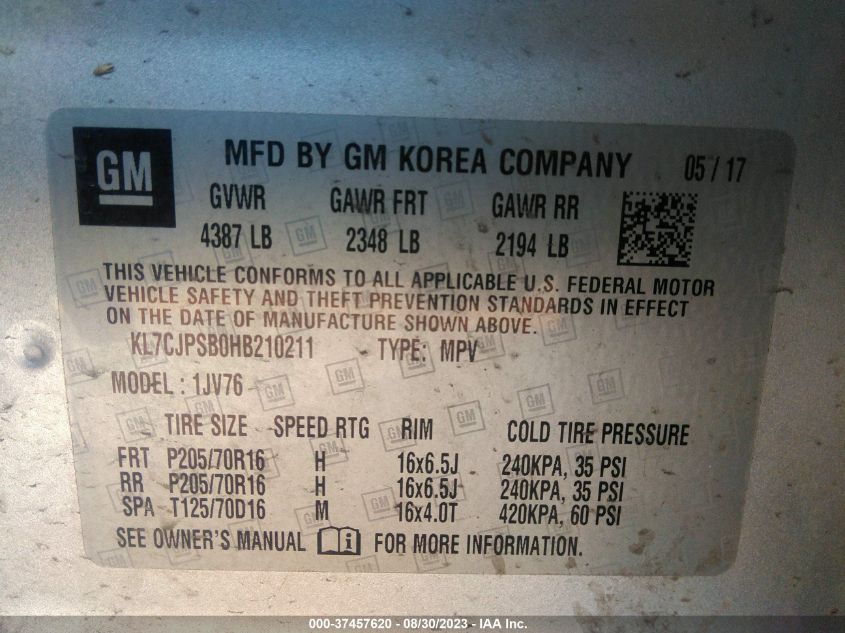 GM MFD BY GM KOREA COMPANY 05 / 17
GVWR GAWR FRT GAWR RR
4387 LB 2348 LB 2194 LB
THIS VEHICLE CONFORMS TO ALL APPLICABLE U.S. FEDERAL MOTOR
VEHICLE SAFETY AND THEFT PREVENTION STANDARDS IN EFFECT
ON THE DATE OF MANUFACTURE SHOWN ABOVE.
KL7CJPSB0HB210211 TYPE: MPV
MODEL : 1JV76
TIRE SIZE SPEED RTG RIM COLD TIRE PRESSURE
FRT P205/70R16 H 16x6.5J 240KPA, 35 PSI
RR P205/70R16 H 16x6.5J 240KPA, 35 PSI
SPA T125/70D16 M 16x4.0T 420KPA, 60 PSI
SEE OWNER'S MANUAL FOR MORE INFORMATION.
000-37457620 - 08/30/2023 - IAA Inc.